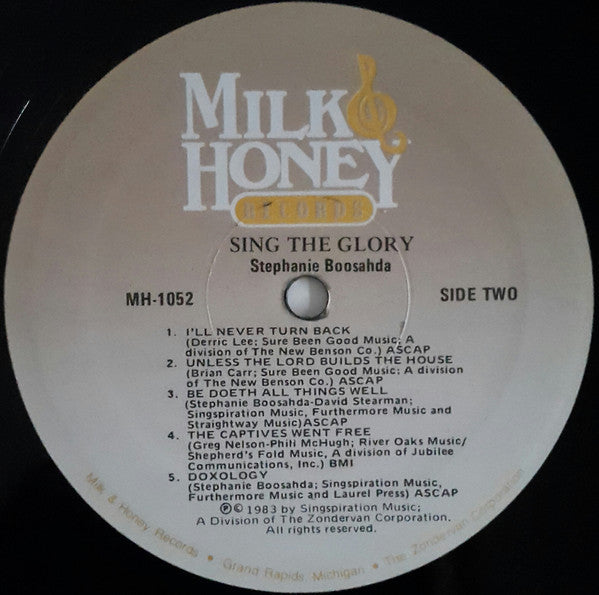 MILK &
HONEY
RECORDS
SING THE GLORY
Stephanie Boosahda
MH-1052
SIDE TWO
1. I'LL NEVER TURN BACK
(Derric Lee; Sure Been Good Music; A
division of The New Benson Co.) ASCAP
2. UNLESS THE LORD BUILDS THE HOUSE
(Brian Carr; Sure Been Good Music: A division
of The New Benson Co.) ASCAP
3. BE DOETH ALL THINGS WELL
(Stephanie Boosahda-David Stearman;
Singspiration Music, Furthermore Music and
Straightway Music)ASCAP
4. THE CAPTIVES WENT FREE
(Greg Nelson-Phil McHugh; River Oaks Music/
Shepherd's Fold Music, A division of Jubilee
Communications, Inc.) BMI
5. DOXOLOGY
(Stephanie Boosahda; Singspiration Music,
Furthermore Music and Laurel Press) ASCAP
℗© 1983 by Singspiration Music;
A Division of The Zondervan Corporation.
All rights reserved.
Milk & Honey Records • Grand Rapids, Michigan • The Zondervan Corporation